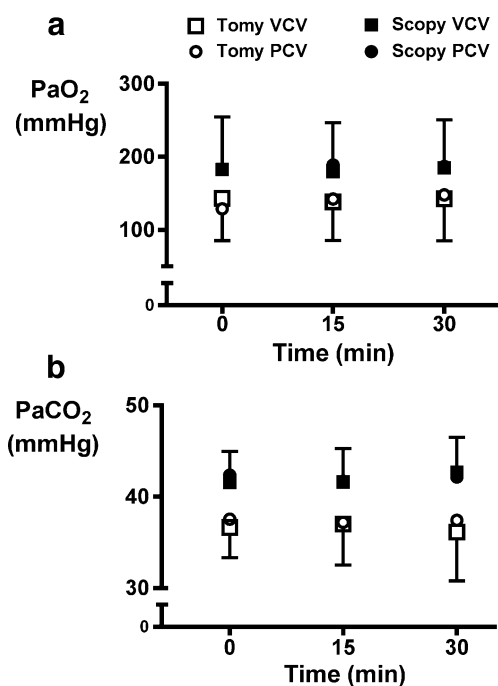 a
Tomy VCV
Scopy VCV
Tomy PCV
Scopy PCV
PaO2
(mmHg)
300
200
100
0
0
15
30
Time (min)
b
PaCO2
(mmHg)
50
40
30
0
0
15
30
Time (min)